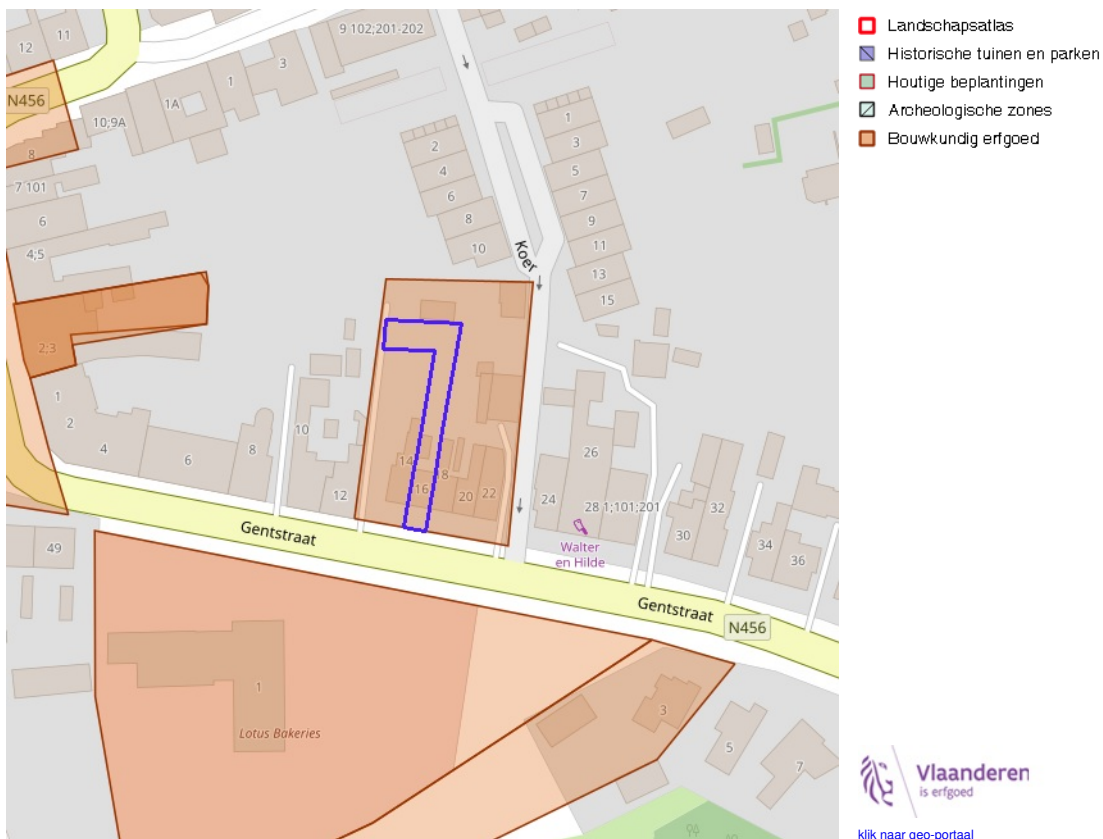 9 102;201-202
12
11
3
1
N456
1A
10;9A
8
7 101
6
4;5
2;3
1
2
4
6
8
10
12
2
4
6
8
10
Koer
1
3
5
7
9
11
13
15
14
16
8
20
22
24
26
28 1;101;201
30
32
34
36
Walter
en Hilde
Gentstraat
Gentstraat
N456
49
1
Lotus Bakeries
3
5
7
Landschapsatlas
Historische tuinen en parken
Houtige beplantingen
Archeologische zones
Bouwkundig erfgoed
Vlaanderen
is erfgoed
klik naar geo-portaal